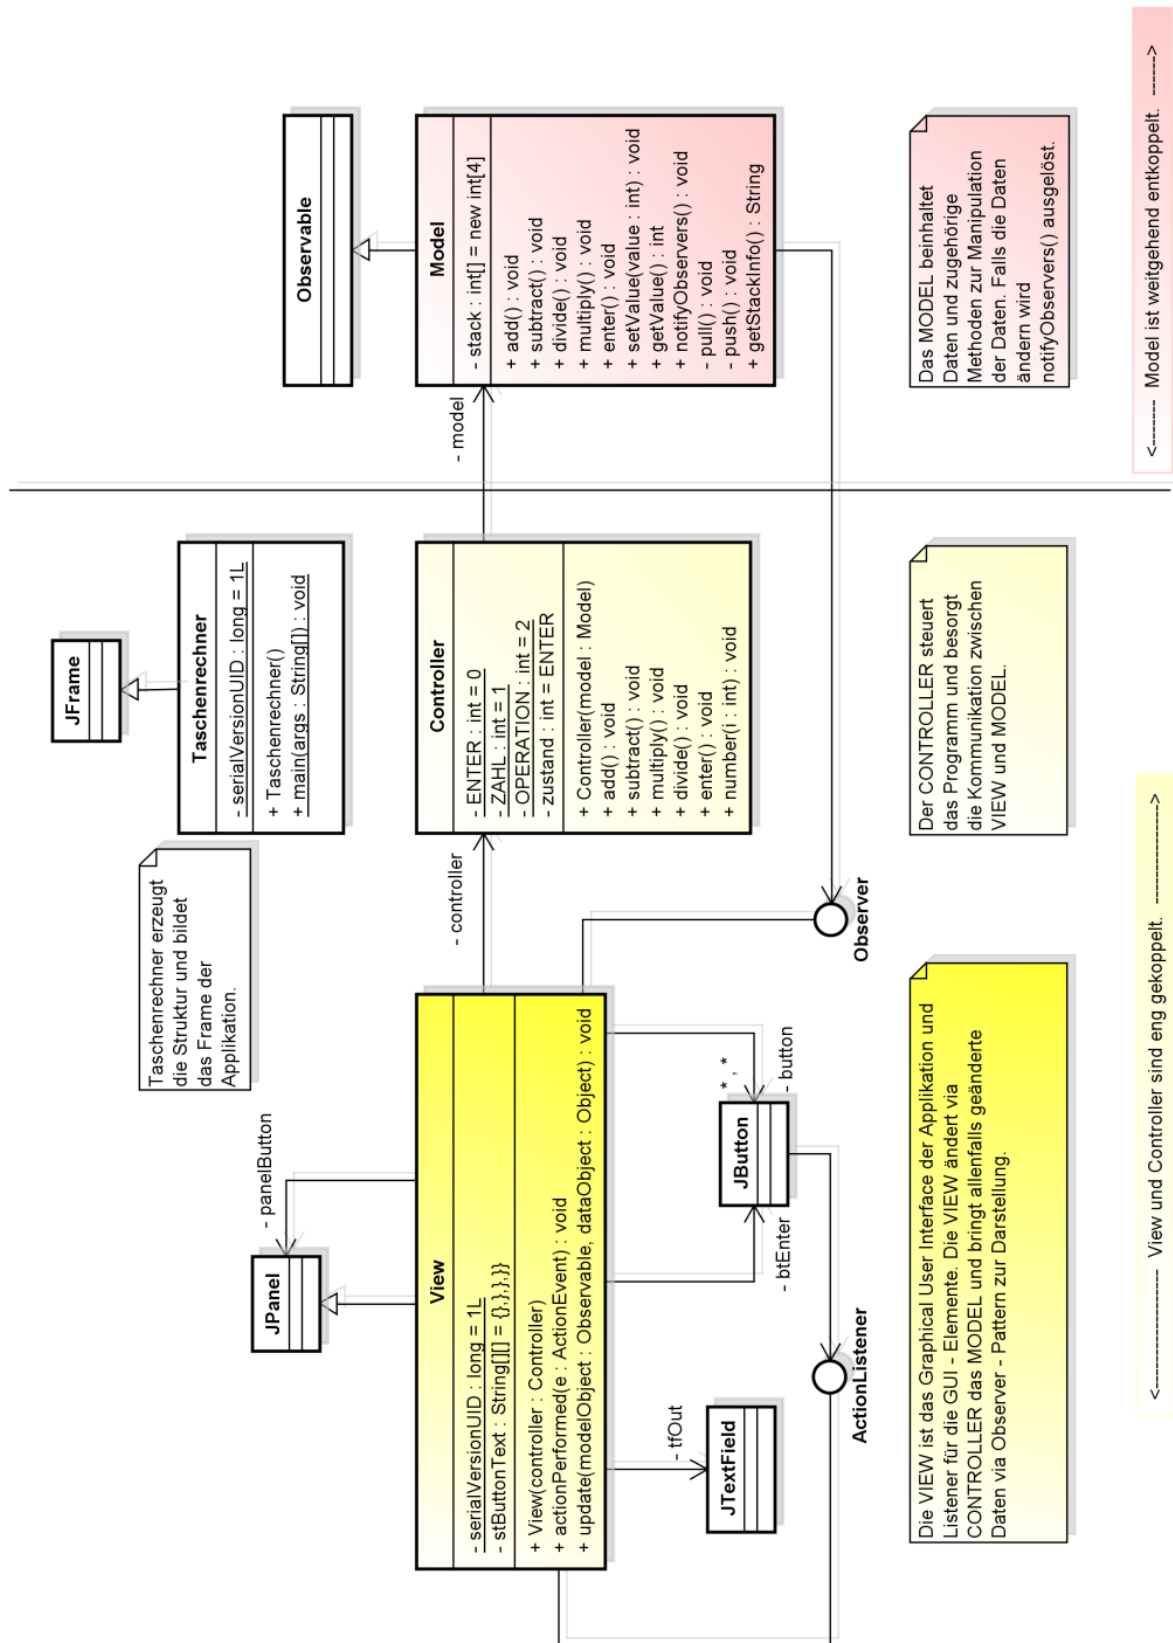 JFrame
Taschenrechner
- serialVersionUID : long = 1L
+ Taschenrechner()
+ main(args : String[]) : void
Taschenrechner erzeugt
die Struktur und bildet
das Frame der
Applikation.
JPanel
- panelButton
View
- serialVersionUID : long = 1L
- stButtonText : String[][] = {},},},}}
+ View(controller : Controller)
+ actionPerformed(e : ActionEvent) : void
+ update(modelObject : Observable, dataObject : Object) : void
- controller
Controller
- ENTER : int = 0
- ZAHL : int = 1
- OPERATION : int = 2
- zustand : int = ENTER
+ Controller(model : Model)
+ add() : void
+ subtract() : void
+ multiply() : void
+ divide() : void
+ enter() : void
+ number(i : int) : void
- model
Observable
Model
- stack : int[] = new int[4]
+ add() : void
+ subtract() : void
+ divide() : void
+ multiply() : void
+ enter() : void
+ setValue(value : int) : void
+ getValue() : int
+ notifyObservers() : void
- pull() : void
- push() : void
+ getStackInfo() : String
- tfOut
JTextField
- btEnter
JButton
* , *
- button
ActionListener
Observer
Die VIEW ist das Graphical User Interface der Applikation und
Listener für die GUI - Elemente. Die VIEW ändert via
CONTROLLER das MODEL und bringt allenfalls geänderte
Daten via Observer - Pattern zur Darstellung.
Der CONTROLLER steuert
das Programm und besorgt
die Kommunikation zwischen
VIEW und MODEL.
Das MODEL beinhaltet
Daten und zugehörige
Methoden zur Manipulation
der Daten. Falls die Daten
ändern wird
notifyObservers() ausgelöst.
<--------------- View und Controller sind eng gekoppelt. --------------->
<------- Model ist weitgehend entkoppelt. ------>